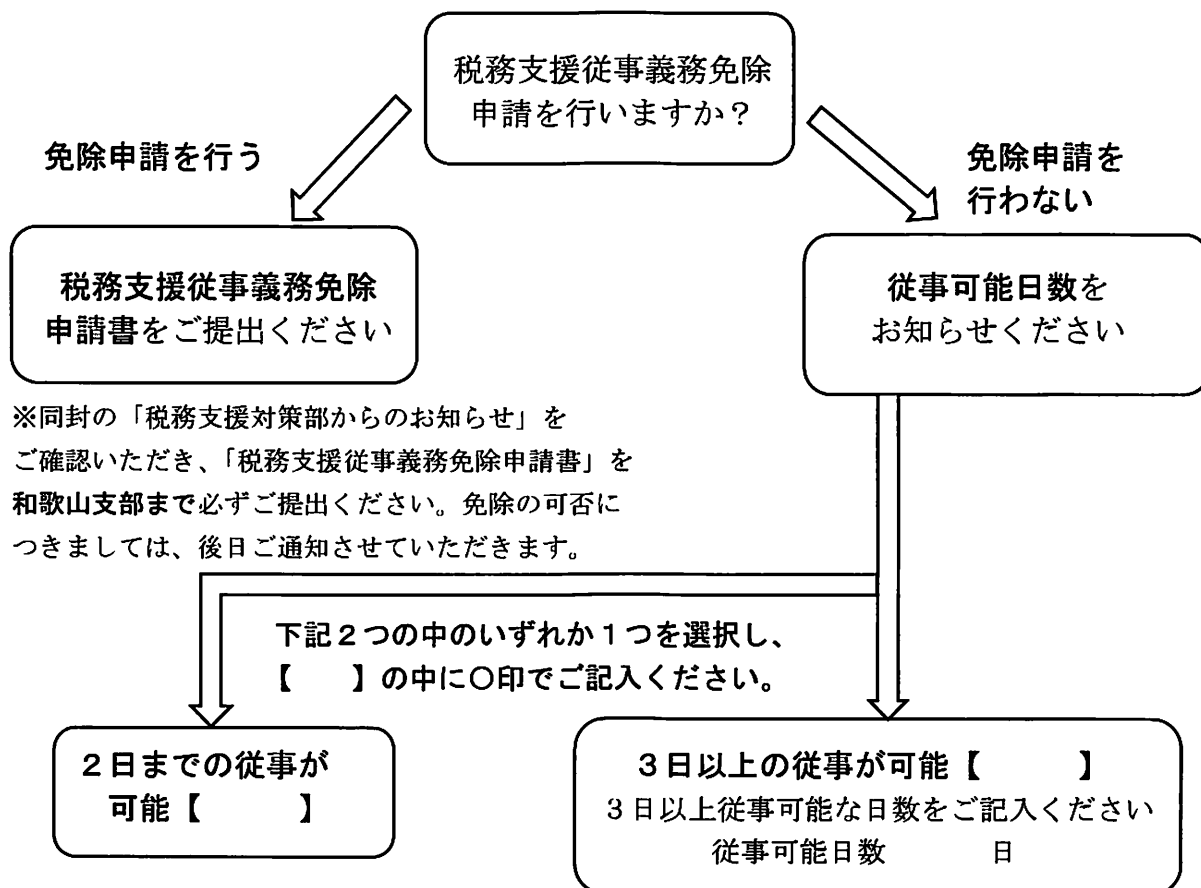 税務支援従事義務免除
申請を行いますか？
免除申請を行う
免除申請を
行わない
税務支援従事義務免除
申請書をご提出ください
従事可能日数を
お知らせください
※同封の「税務支援対策部からのお知らせ」を
ご確認いただき、「税務支援従事義務免除申請書」を
和歌山支部まで必ずご提出ください。免除の可否に
つきましては、後日ご通知させていただきます。
下記２つの中のいずれか１つを選択し、
【　　】の中に○印でご記入ください。
２日までの従事が
可能【　　　】
３日以上の従事が可能【　　　】
３日以上従事可能な日数をご記入ください
従事可能日数　　　　日